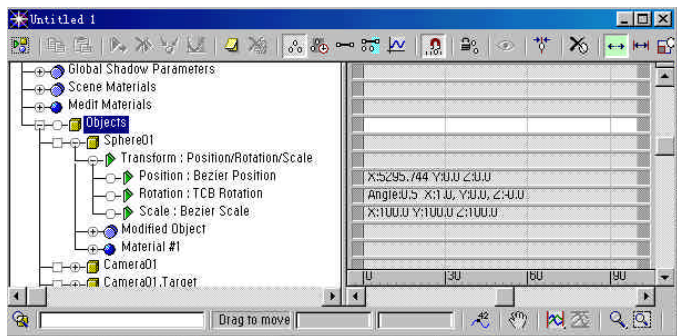 Untitled 1
Global Shadow Parameters
Scene Materials
Medit Materials
Objects
Sphere01
Transform : Position/Rotation/Scale
Position : Bezier Position
X:5295.744 Y:0.0 Z:0.0
Rotation : TCB Rotation
Angle:0.5 X:1.0, Y:0.0, Z:-0.0
Scale : Bezier Scale
X:100.0 Y:100.0 Z:100.0
Modified Object
Material #1
Camera01
Camera01.Target
0 30 60 90
Drag to move
42